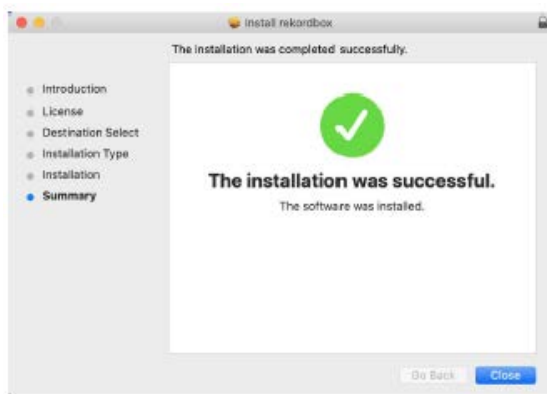 Install rekordbox
The installation was completed successfully.
Introduction
License
Destination Select
Installation Type
Installation
Summary
The installation was successful.
The software was installed.
Go Back
Close